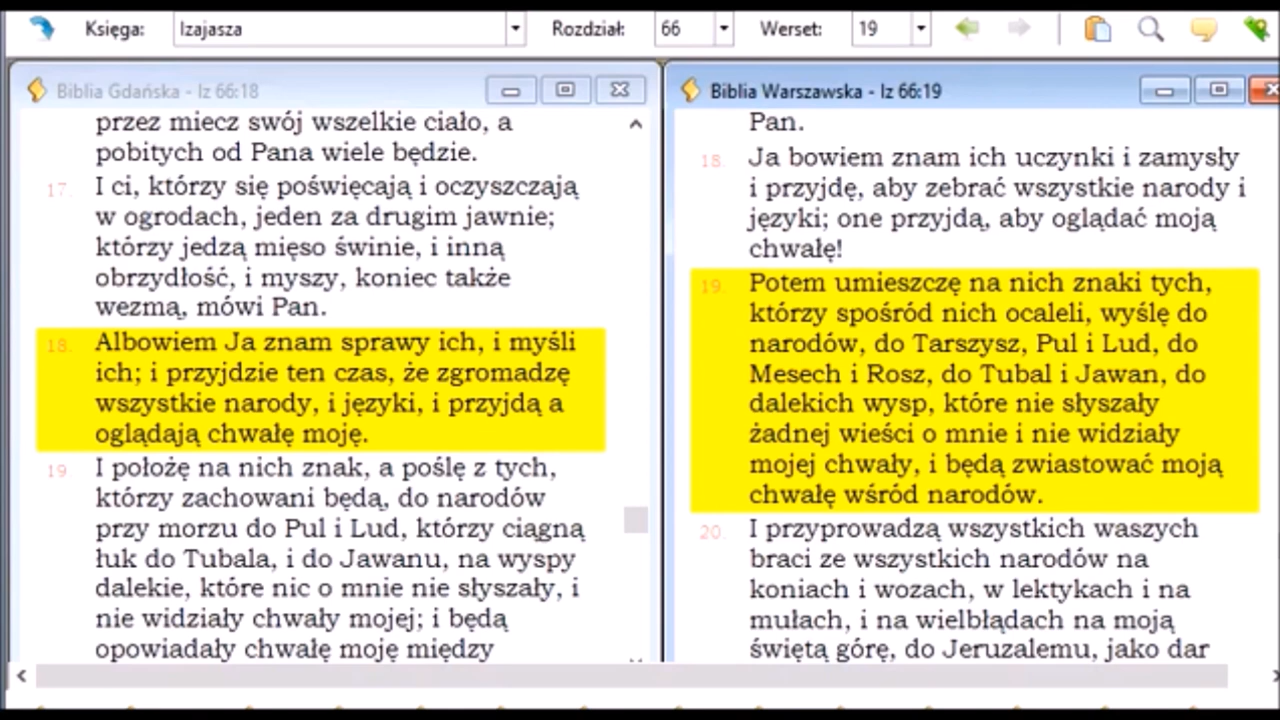 Księga: Izajasza Rozdział: 66 Werset: 19
Biblia Gdańska - Iz 66:18
przez miecz swój wszelkie ciało, a
pobitych od Pana wiele będzie.
17. I ci, którzy się poświęcają i oczyszczają
w ogrodach, jeden za drugim jawnie;
którzy jedzą mięso świnie, i inną
obrzydłość, i myszy, koniec także
wezmą, mówi Pan.
18. Albowiem Ja znam sprawy ich, i myśli
ich; i przyjdzie ten czas, że zgromadzę
wszystkie narody, i języki, i przyjdą a
oglądają chwałę moję.
19 I położę na nich znak, a poślę z tych,
którzy zachowani będą, do narodów
przy morzu do Pul i Lud, którzy ciągną
łuk do Tubala, i do Jawanu, na wyspy
dalekie, które nic o mnie nie słyszały, i
nie widziały chwały mojej; i będą
opowiadały chwałę moję między
Biblia Warszawska - Iz 66:19
Pan.
18. Ja bowiem znam ich uczynki i zamysły
i przyjdę, aby zebrać wszystkie narody i
języki; one przyjdą, aby oglądać moją
chwałę!
19. Potem umieszczę na nich znaki tych,
którzy spośród nich ocaleli, wyślę do
narodów, do Tarszysz, Pul i Lud, do
Mesech i Rosz, do Tubal i Jawan, do
dalekich wysp, które nie słyszały
żadnej wieści o mnie i nie widziały
mojej chwały, i będą zwiastować moją
chwałę wśród narodów.
20. I przyprowadzą wszystkich waszych
braci ze wszystkich narodów na
koniach i wozach, w lektykach i na
mułach, i na wielbłądach na moją
świętą górę, do Jeruzalemu, jako dar